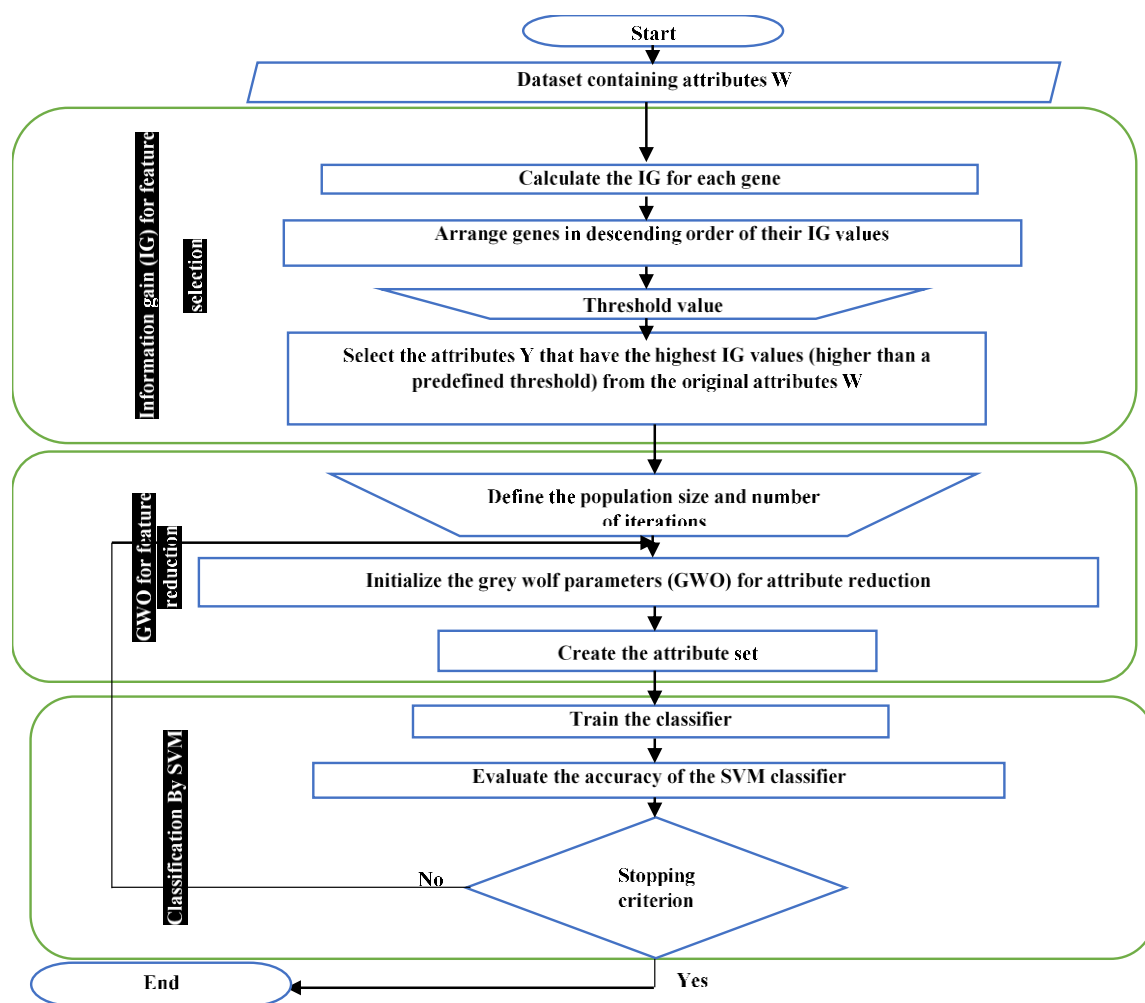 Start
Dataset containing attributes W
Information gain (IG) for feature
selection
Calculate the IG for each gene
Arrange genes in descending order of their IG values
Threshold value
Select the attributes Y that have the highest IG values (higher than a
predefined threshold) from the original attributes W
GWO for feature
reduction
Define the population size and number
of iterations
Initialize the grey wolf parameters (GWO) for attribute reduction
Create the attribute set
Classification By SVM
Train the classifier
Evaluate the accuracy of the SVM classifier
Stopping
criterion
No
Yes
End